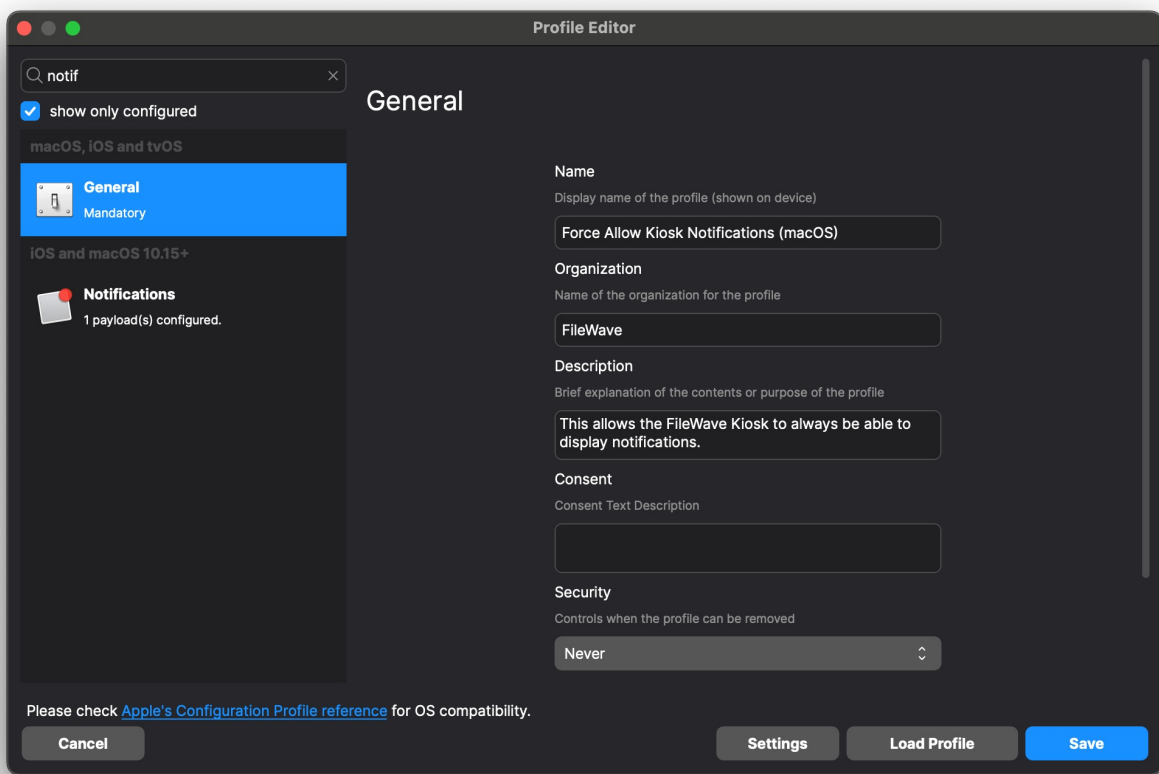 Profile Editor
notif
show only configured
macOS, iOS and tvOS
General
Mandatory
iOS and macOS 10.15+
Notifications
1 payload(s) configured.
General
Name
Display name of the profile (shown on device)
Force Allow Kiosk Notifications (macOS)
Organization
Name of the organization for the profile
FileWave
Description
Brief explanation of the contents or purpose of the profile
This allows the FileWave Kiosk to always be able to
display notifications.
Consent
Consent Text Description
Security
Controls when the profile can be removed
Never
Please check Apple's Configuration Profile reference for OS compatibility.
Cancel
Settings
Load Profile
Save